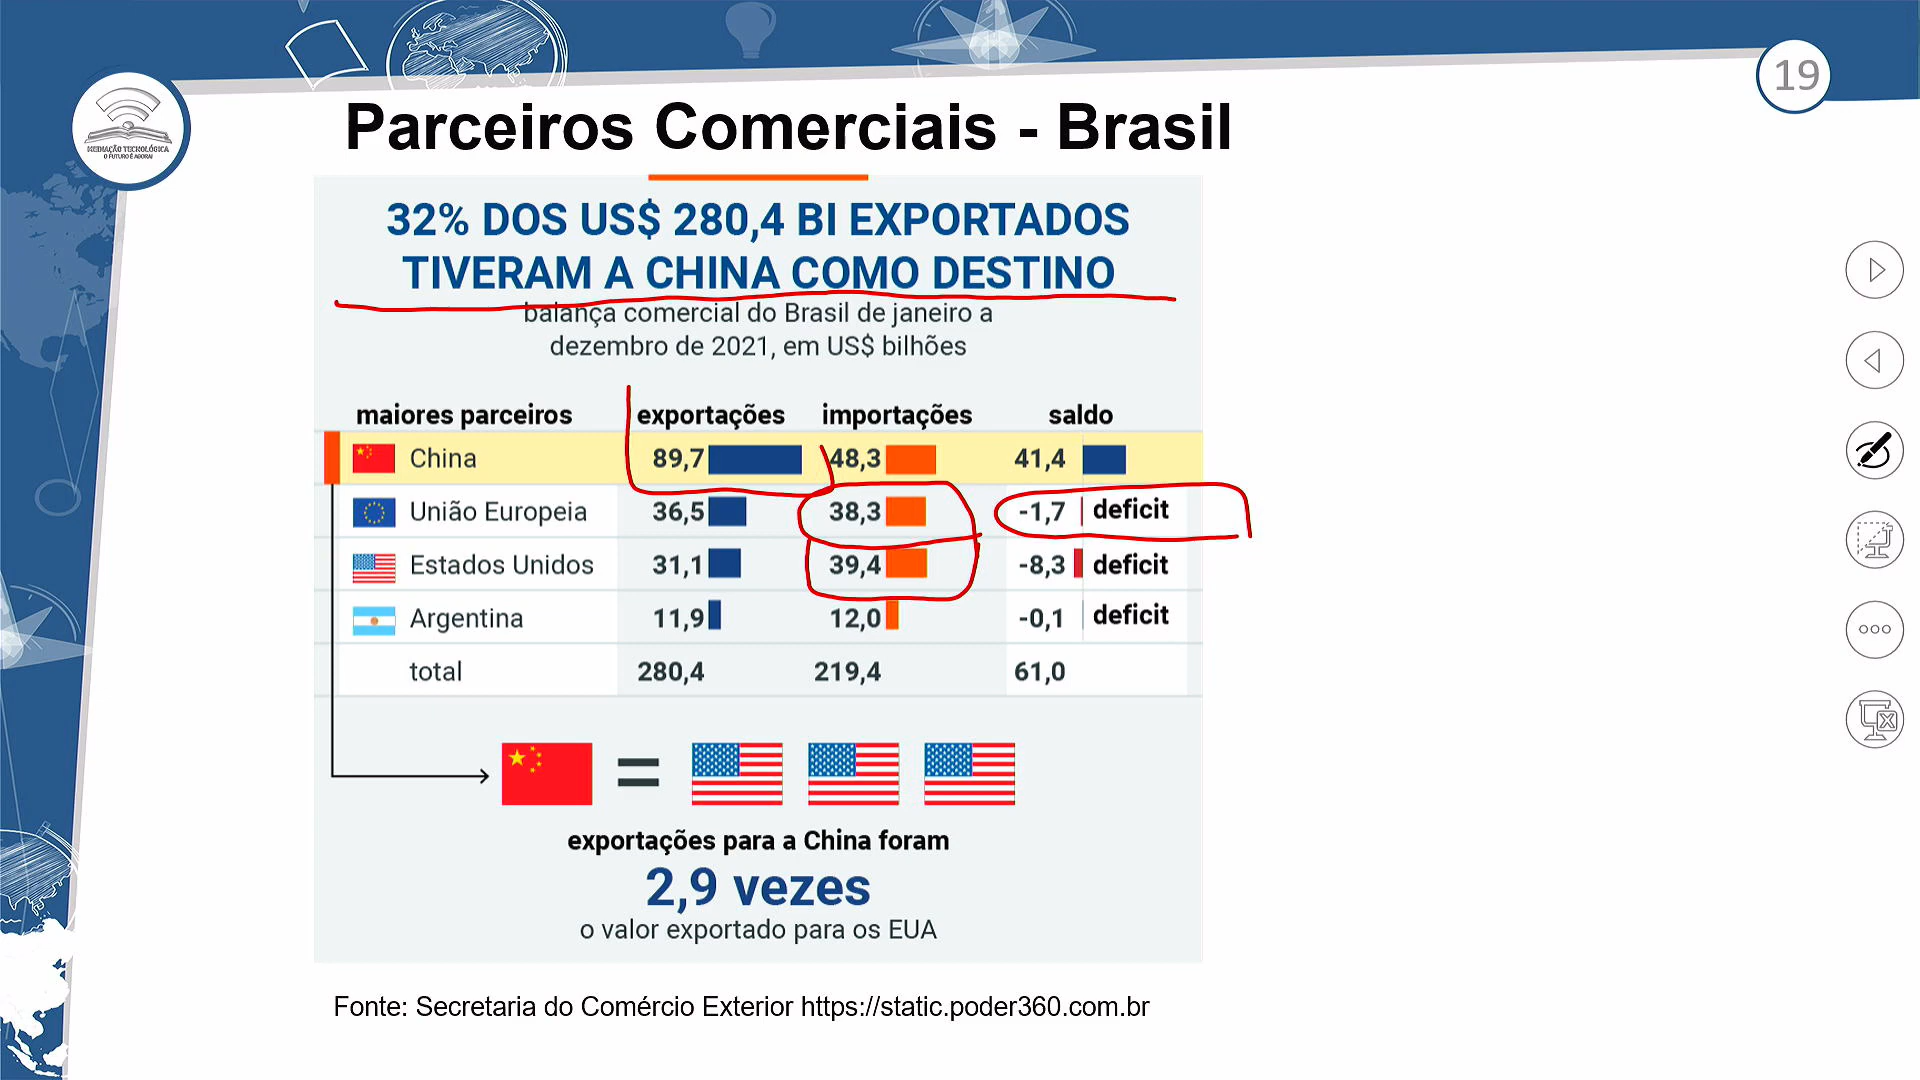 19
MEDIAÇÃO TECNOLÓGICA
O FUTURO É AGORA!
Parceiros Comerciais - Brasil
32% DOS US$ 280,4 BI EXPORTADOS
TIVERAM A CHINA COMO DESTINO
balança comercial do Brasil de janeiro a
dezembro de 2021, em US$ bilhões
maiores parceiros exportações importações saldo
China 89,7 48,3 41,4
União Europeia 36,5 38,3 -1,7 deficit
Estados Unidos 31,1 39,4 -8,3 deficit
Argentina 11,9 12,0 -0,1 deficit
total 280,4 219,4 61,0
=
exportações para a China foram
2,9 vezes
o valor exportado para os EUA
Fonte: Secretaria do Comércio Exterior https://static.poder360.com.br